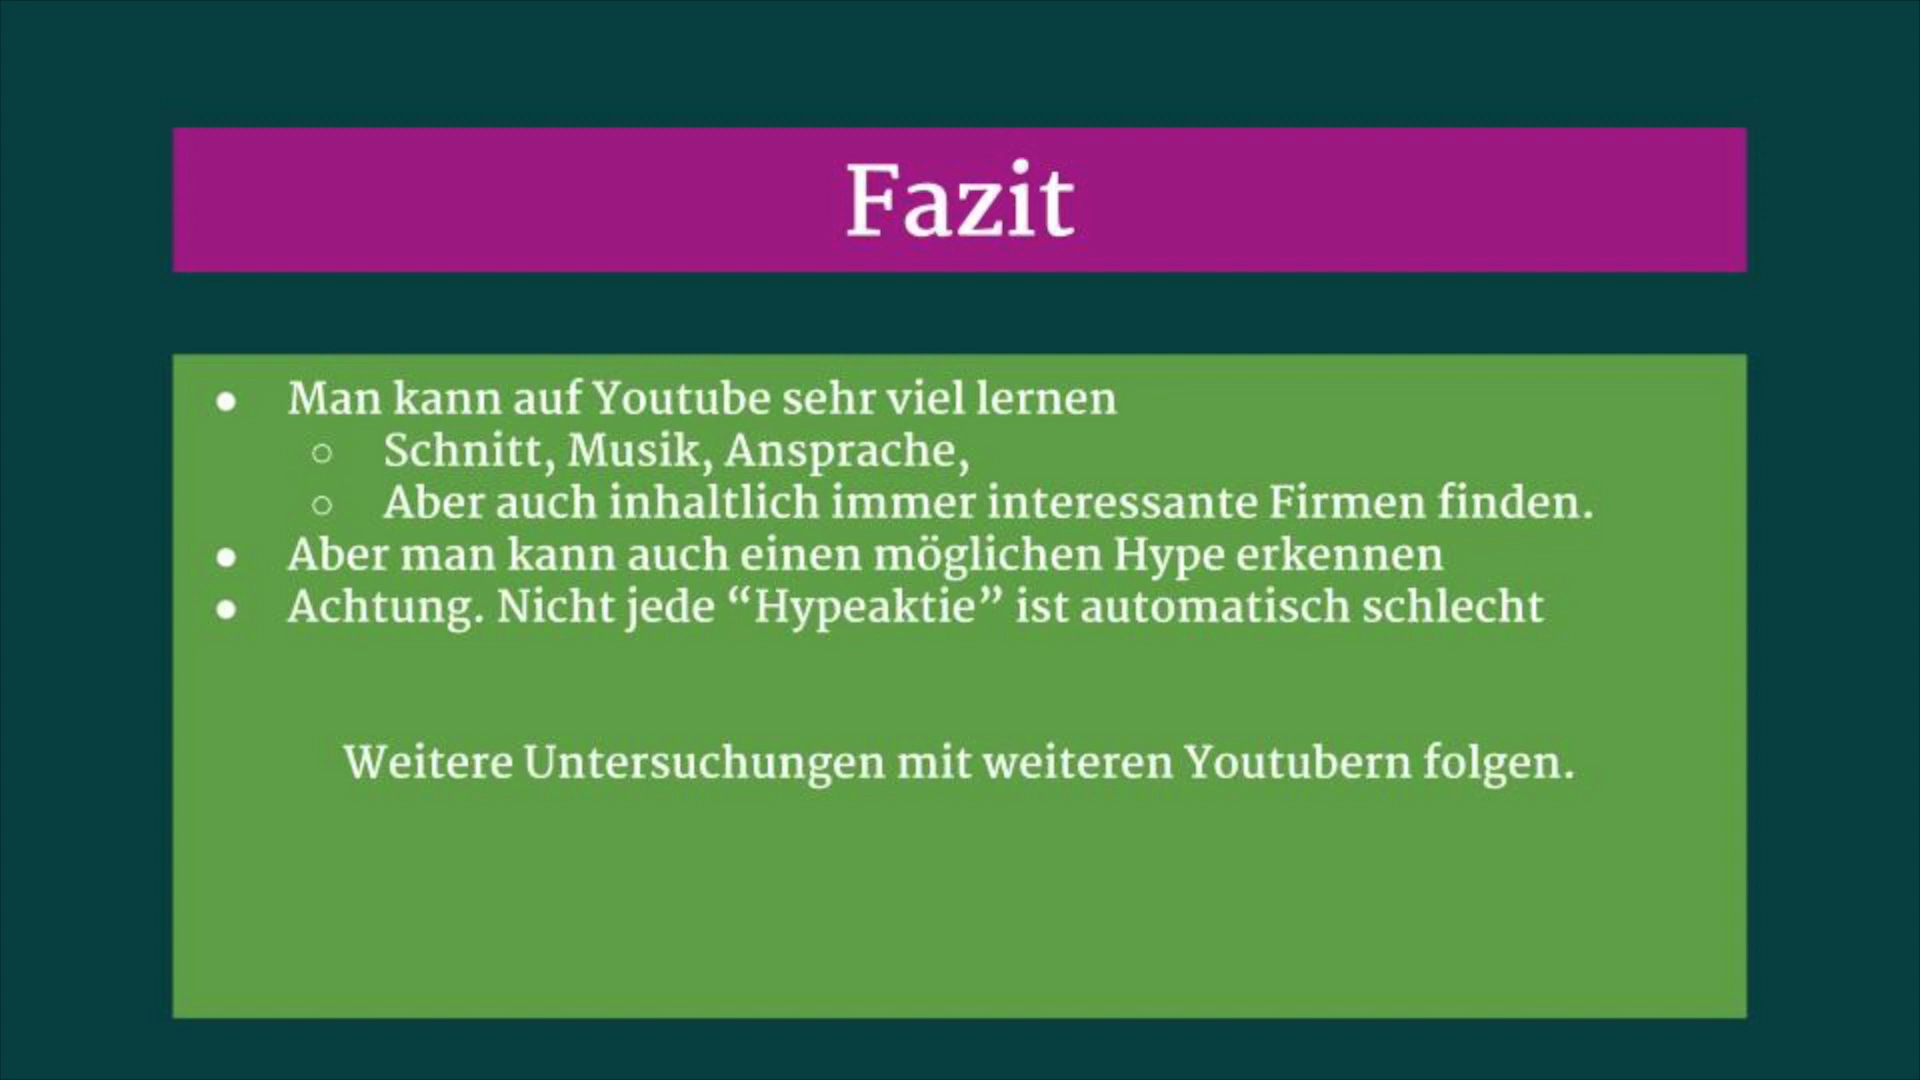 Fazit
● Man kann auf Youtube sehr viel lernen
○ Schnitt, Musik, Ansprache,
○ Aber auch inhaltlich immer interessante Firmen finden.
● Aber man kann auch einen möglichen Hype erkennen
● Achtung. Nicht jede “Hypeaktie” ist automatisch schlecht
Weitere Untersuchungen mit weiteren Youtubern folgen.